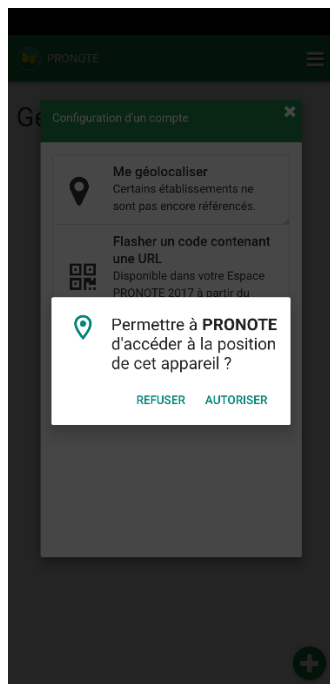 PRONOTE
Ge
Configuration d'un compte
Me géolocaliser
Certains établissements ne
sont pas encore référencés.
Flasher un code contenant
une URL
Disponible dans votre Espace
PRONOTE 2017 à partir du
Permettre à PRONOTE
d'accéder à la position
de cet appareil ?
REFUSER AUTORISER